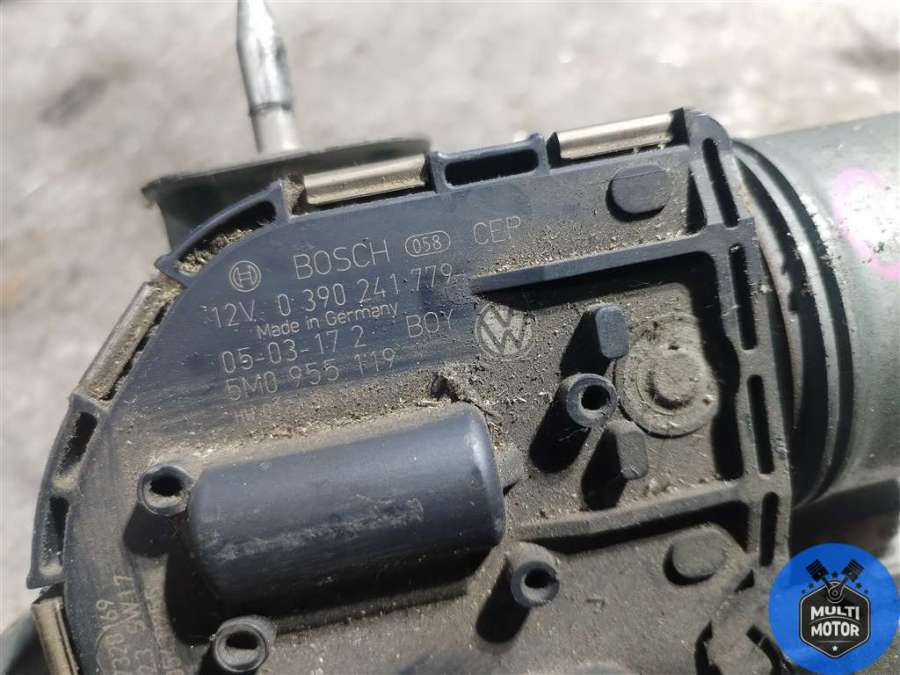 BOSCH 058 CEP
12V 0 390 241 779
Made in Germany
05-03-17 2 BOY
5M0 955 119
MULTI
MOTOR